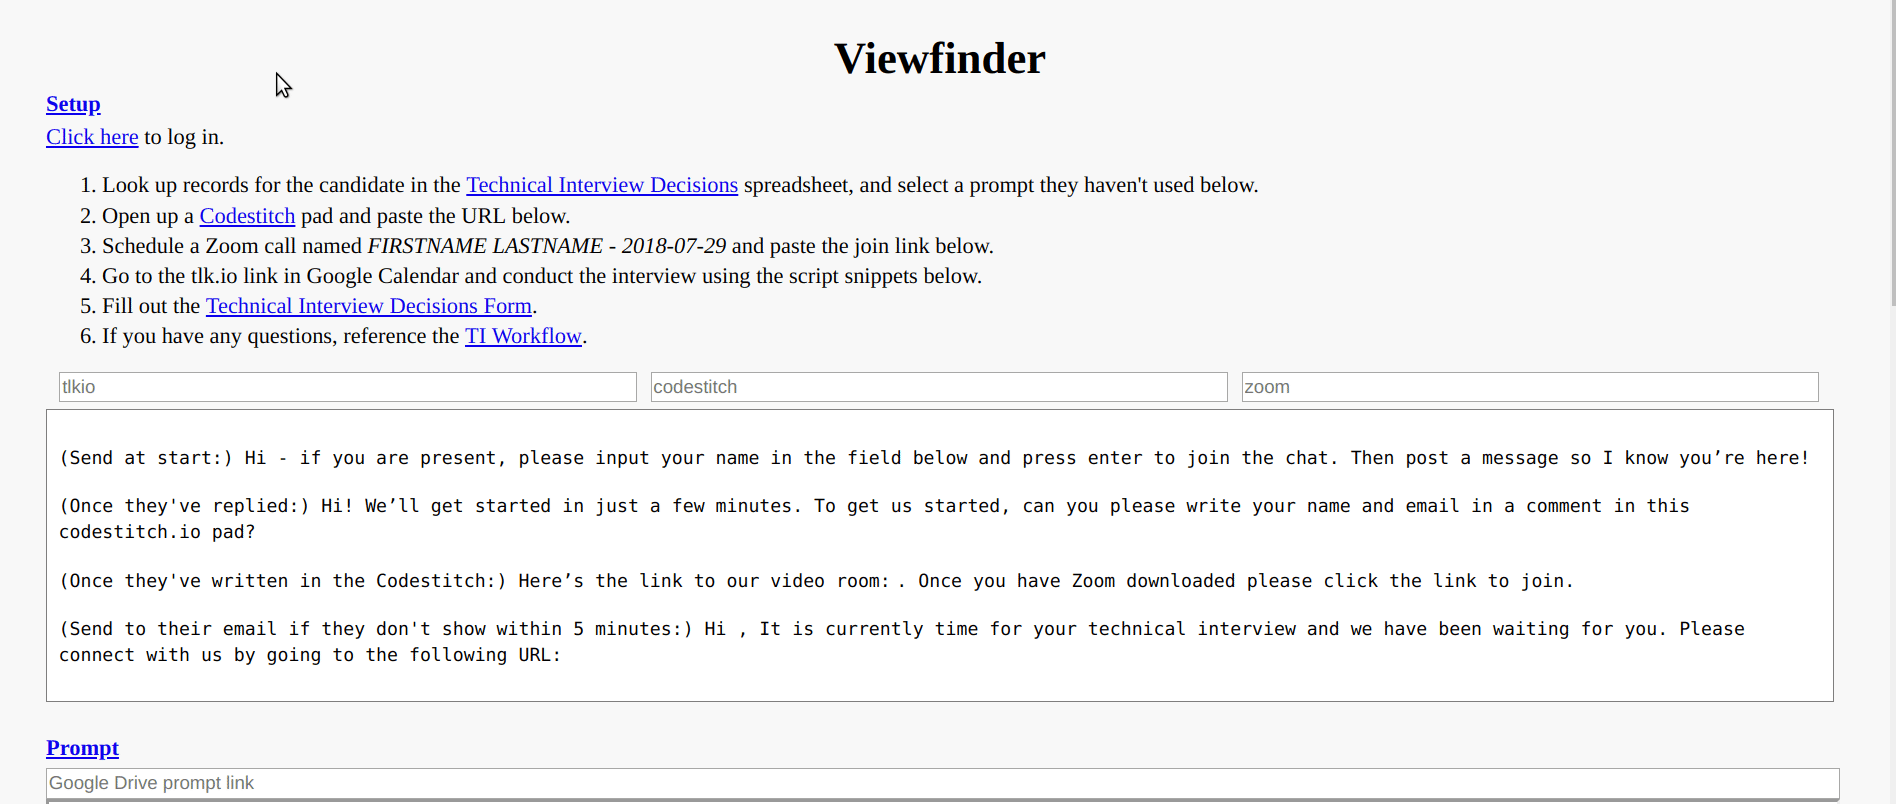 Viewfinder
Setup
Click here to log in.
1. Look up records for the candidate in the Technical Interview Decisions spreadsheet, and select a prompt they haven't used below.
2. Open up a Codestitch pad and paste the URL below.
3. Schedule a Zoom call named FIRSTNAME LASTNAME - 2018-07-29 and paste the join link below.
4. Go to the tlk.io link in Google Calendar and conduct the interview using the script snippets below.
5. Fill out the Technical Interview Decisions Form.
6. If you have any questions, reference the TI Workflow.
tlkio codestitch zoom
(Send at start:) Hi - if you are present, please input your name in the field below and press enter to join the chat. Then post a message so I know you’re here!
(Once they've replied:) Hi! We’ll get started in just a few minutes. To get us started, can you please write your name and email in a comment in this
codestitch.io pad?
(Once they've written in the Codestitch:) Here’s the link to our video room: . Once you have Zoom downloaded please click the link to join.
(Send to their email if they don't show within 5 minutes:) Hi , It is currently time for your technical interview and we have been waiting for you. Please
connect with us by going to the following URL:
Prompt
Google Drive prompt link